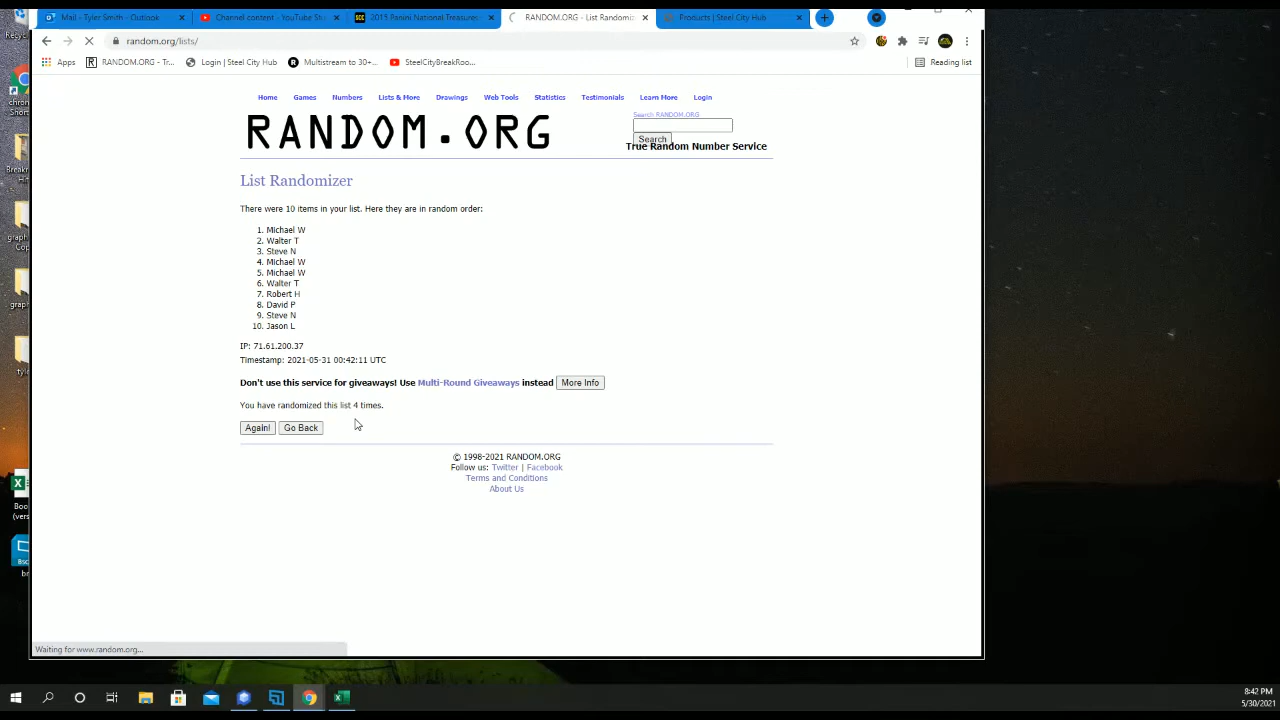 Mail - Tyler Smith - Outlook
Channel content - YouTube Stu
2015 Panini National Treasures
RANDOM.ORG - List Randomiz
Products | Steel City Hub
random.org/lists/
Apps
RANDOM.ORG - Tr...
Login | Steel City Hub
Multistream to 30+...
SteelCityBreakRoo...
Reading list
Home Games Numbers Lists & More Drawings Web Tools Statistics Testimonials Learn More Login
RANDOM.ORG
Search RANDOM.ORG
Search
True Random Number Service
List Randomizer
There were 10 items in your list. Here they are in random order:
1. Michael W
2. Walter T
3. Steve N
4. Michael W
5. Michael W
6. Walter T
7. Robert H
8. David P
9. Steve N
10. Jason L
IP: 71.61.200.37
Timestamp: 2021-05-31 00:42:11 UTC
Don't use this service for giveaways! Use Multi-Round Giveaways instead More Info
You have randomized this list 4 times.
Again! Go Back
© 1998-2021 RANDOM.ORG
Follow us: Twitter | Facebook
Terms and Conditions
About Us
Waiting for www.random.org...
8:42 PM
5/30/2021